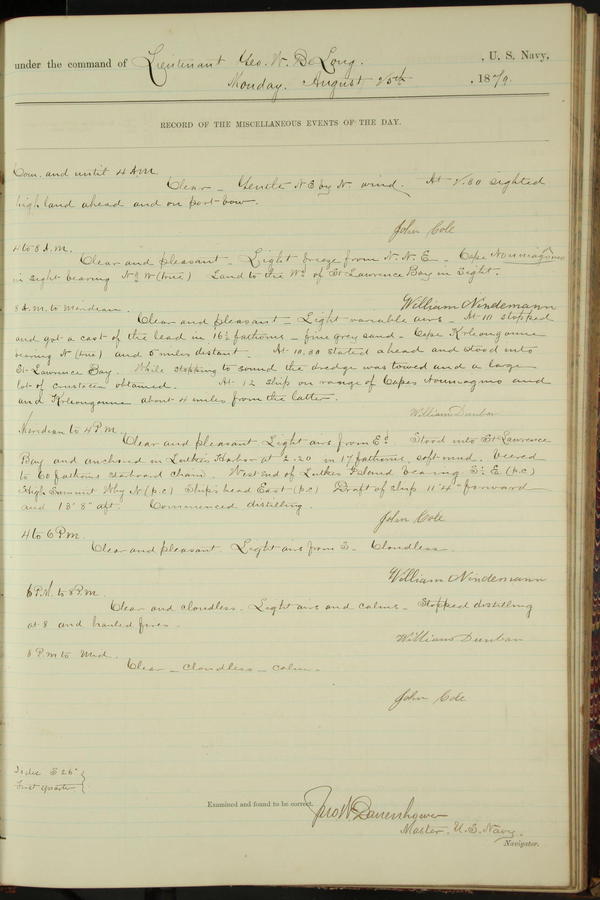 under the command of Lieutenant Geo. W. De Long. , U. S. Navy,
Monday. August 25th , 1879.
RECORD OF THE MISCELLANEOUS EVENTS OF THE DAY.
Com. and until 4 A.M.
Clear _ Gentle N E by N wind. At 2.30 sighted
high land ahead and on port bow.
John Cole
4 to 8 A.M.
Clear and pleasant _ Light breeze from N. N. E _ Cape
in sight bearing (true) Land to the Wd of St Lawrence Bay in sight.
William Nindemann
8 A.M. to Meridian.
Clear and pleasant _ Light variable airs _ At 10 stopped
and got a cast of the lead in 16½ fathoms _ fine grey sand _ Cape
bearing N (true) and 5 miles distant _ At 10.30 started ahead and stood into
St Lawrence Bay. While stopping to sound the dredge was towed and a large
lot of obtained. At 12 ship on range of Capes and
and about 4 miles from the latter.
William Dunbar
Meridian to 4 P.M.
Clear and pleasant Light airs from Ed. Stood into St Lawrence
Bay and anchored in Lutke's Harbor at 2.20 in 17 fathoms, soft mud. Veered
to 60 fathoms starboard chain. West end of Lutke Island bearing (p.c)
High Summit N by (p.c) Ship's head East (p.c) Draft of ship 11' 4" forward
and 13' 8" aft. Commenced distilling.
John Cole
4 to 6 P.M.
Clear and pleasant. Light airs from Cloudless.
William Nindemann
6 P.M. to 8 P.M.
Clear and cloudless. Light airs and calms _ Stopped distilling
at 8 and hauled fires.
William Dunbar
8 P.M to Mid.
Clear _ cloudless _ calm.
John Cole
Index
First quarter
Examined and found to be correct. Jno W Danenhower
Master, U. S. Navy,
Navigator.